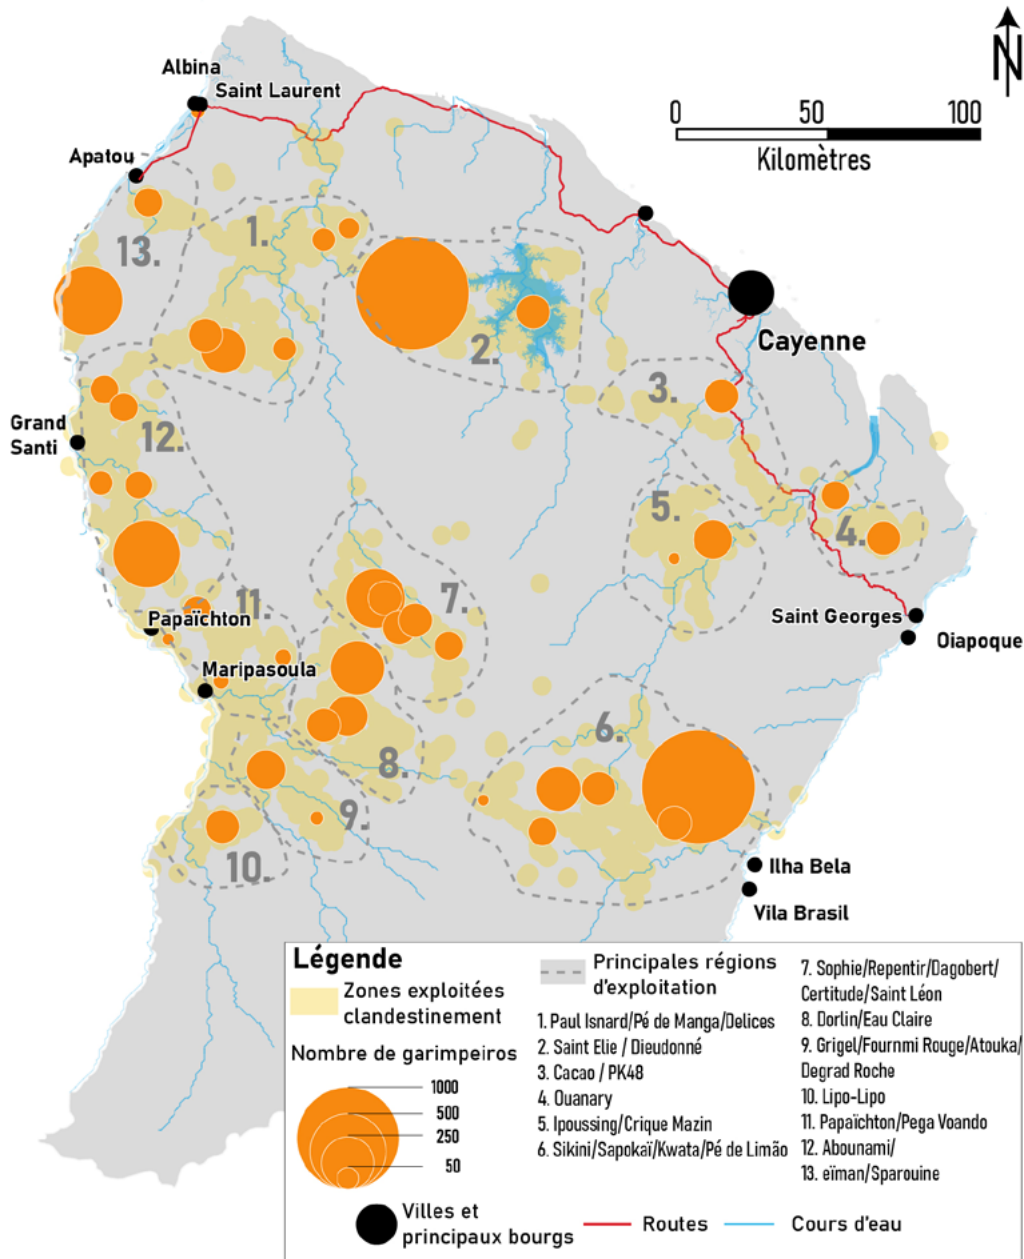 N
Albina
Saint Laurent
0 50 100
Kilomètres
Apatou
1.
13.
2.
Cayenne
3.
Grand
Santi
12.
5.
4.
11.
7.
Papaïchton
Saint Georges
Oiapoque
Maripasoula
6.
8.
9.
10.
Ilha Bela
Vila Brasil
Légende
Zones exploitées
clandestinement
Nombre de garimpeiros
1000
500
250
50
Villes et
principaux bourgs
Routes
Cours d'eau
Principales régions
d'exploitation
1. Paul Isnard/Pé de Manga/Delices
2. Saint Elie / Dieudonné
3. Cacao / PK48
4. Ouanary
5. Ipoussing/Crique Mazin
6. Sikini/Sapokaï/Kwata/Pé de Limão
7. Sophie/Repentir/Dagobert/
Certitude/Saint Léon
8. Dorlin/Eau Claire
9. Grigel/Fournmi Rouge/Atouka/
Degrad Roche
10. Lipo-Lipo
11. Papaïchton/Pega Voando
12. Abounami/
13. eïman/Sparouine